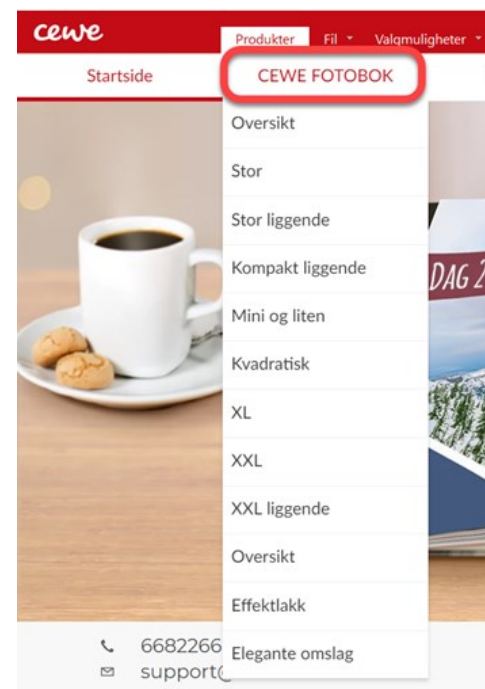 cewe
Produkter Fil Valgmuligheter
Startside CEWE FOTOBOK
Oversikt
Stor
Stor liggende
Kompakt liggende
DAG 2
Mini og liten
Kvadratisk
XL
XXL
XXL liggende
Oversikt
Effektlakk
6682266
Elegante omslag
support@